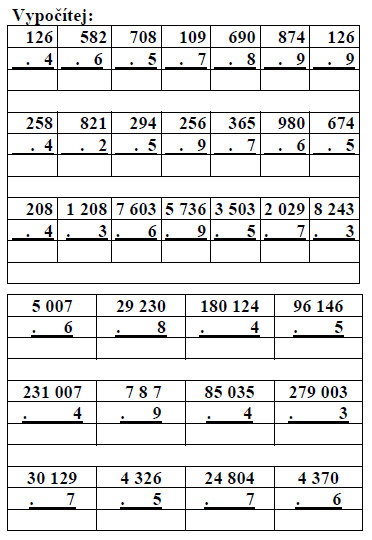 Vypočítej:
126 582 708 109 690 874 126
. 4 . 6 . 5 . 7 . 8 . 9 . 9
258 821 294 256 365 980 674
. 4 . 2 . 5 . 9 . 7 . 6 . 5
208 1 208 7 603 5 736 3 503 2 029 8 243
. 4 . 3 . 6 . 9 . 5 . 7 . 3
5 007 29 230 180 124 96 146
. 6 . 8 . 4 . 5
231 007 7 8 7 85 035 279 003
. 4 . 9 . 4 . 3
30 129 4 326 24 804 4 370
. 7 . 5 . 7 . 6